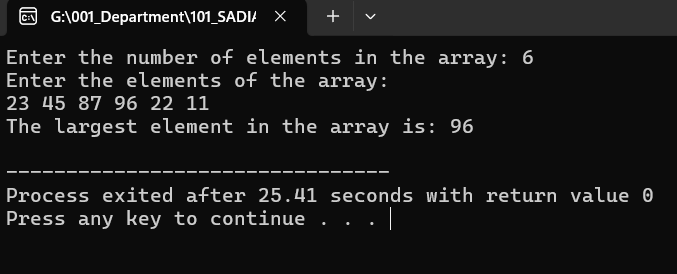 G:\001_Department\101_SADIA
Enter the number of elements in the array: 6
Enter the elements of the array:
23 45 87 96 22 11
The largest element in the array is: 96
--------------------------------
Process exited after 25.41 seconds with return value 0
Press any key to continue . . .